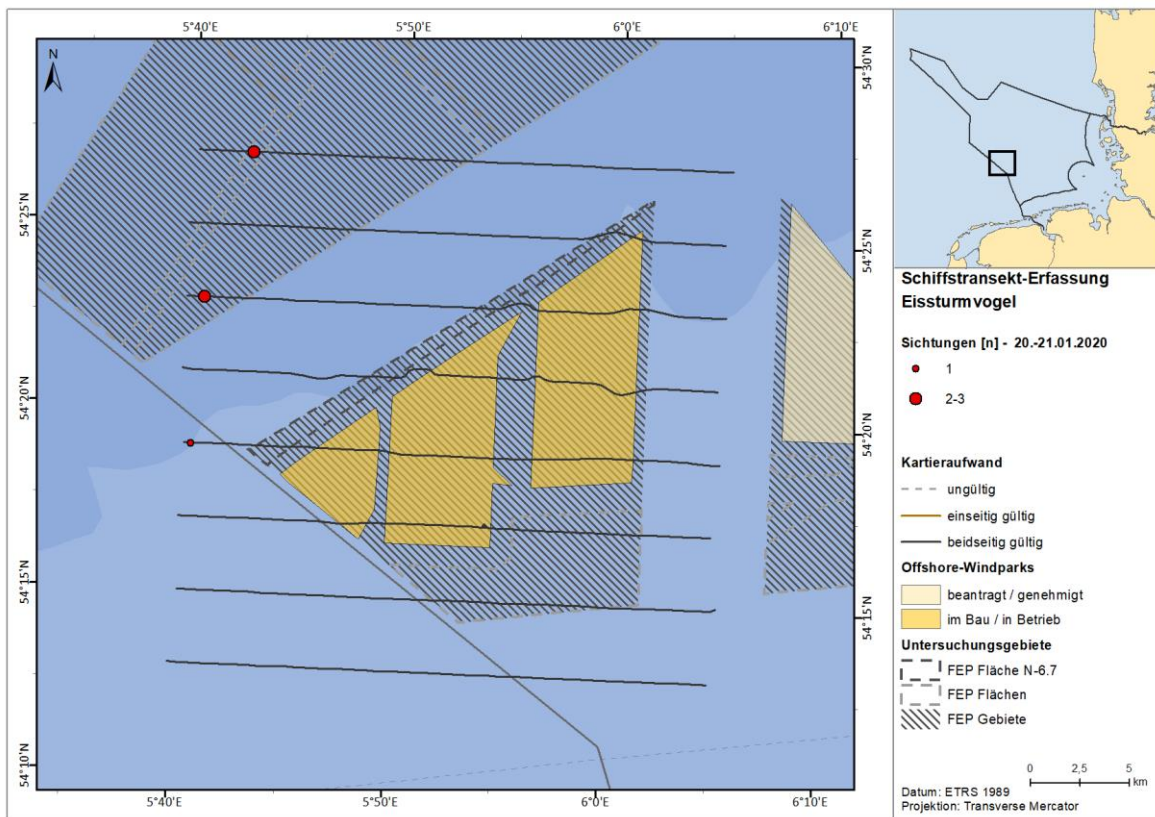 5°40'E 5°50'E 6°0'E 6°10'E
N
54°30'N
54°25'N
54°25'N
54°20'N
54°20'N
54°15'N
54°15'N
54°10'N
5°40'E 5°50'E 6°0'E 6°10'E
Schiffstransekt-Erfassung
Eissturmvogel
Sichtungen [n] - 20.-21.01.2020
1
2-3
Kartieraufwand
ungültig
einseitig gültig
beidseitig gültig
Offshore-Windparks
beantragt / genehmigt
im Bau / in Betrieb
Untersuchungsgebiete
FEP Fläche N-6.7
FEP Flächen
FEP Gebiete
0 2,5 5
km
Datum: ETRS 1989
Projektion: Transverse Mercator